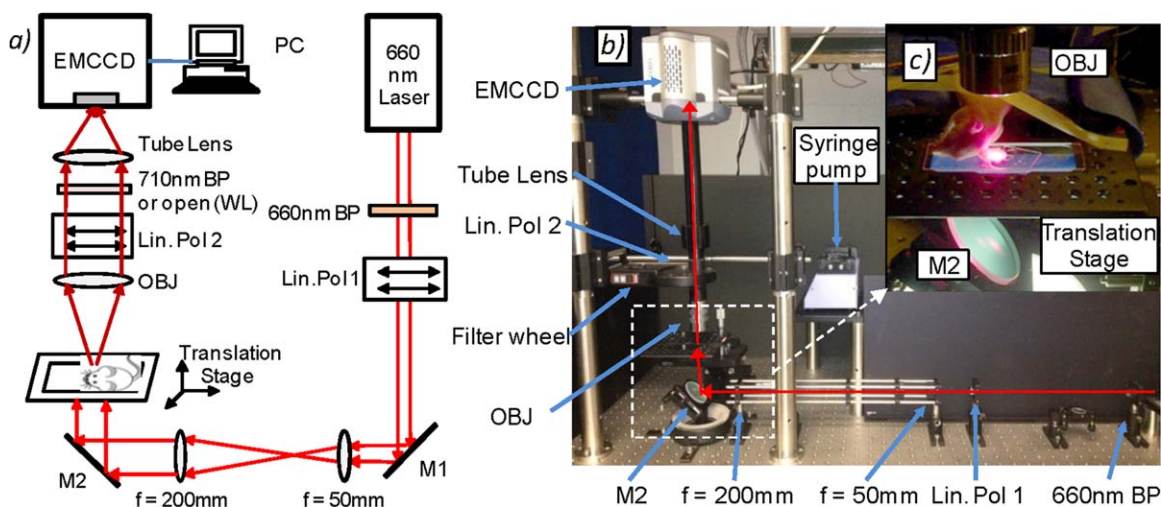 a)
EMCCD
PC
660
nm
Laser
Tube Lens
710nm BP
or open (WL)
Lin. Pol 2
OBJ
660nm BP
Lin. Pol 1
Translation
Stage
M2
f = 200mm
f = 50mm
M1
b)
EMCCD
Tube Lens
Lin. Pol 2
Filter wheel
OBJ
Syringe
pump
M2
f = 200mm
f = 50mm
Lin. Pol 1
660nm BP
c)
OBJ
Translation
Stage
M2